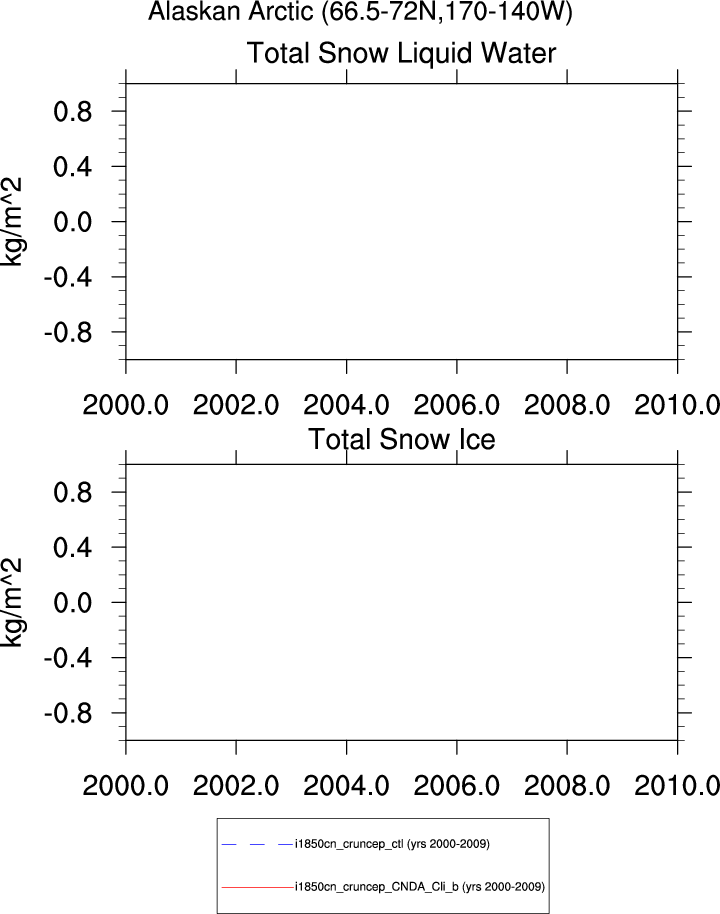 Alaskan Arctic (66.5-72N,170-140W)
Total Snow Liquid Water
kg/m^2
0.8
0.4
0.0
-0.4
-0.8
2000.0 2002.0 2004.0 2006.0 2008.0 2010.0
Total Snow Ice
kg/m^2
0.8
0.4
0.0
-0.4
-0.8
2000.0 2002.0 2004.0 2006.0 2008.0 2010.0
i1850cn_cruncep_ctl (yrs 2000-2009)
i1850cn_cruncep_CNDA_Cli_b (yrs 2000-2009)